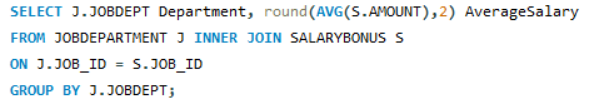 SELECT J.JOBDEPT Department, round(AVG(S.AMOUNT),2) AverageSalary
FROM JOBDEPARTMENT J INNER JOIN SALARYBONUS S
ON J.JOB_ID = S.JOB_ID
GROUP BY J.JOBDEPT;